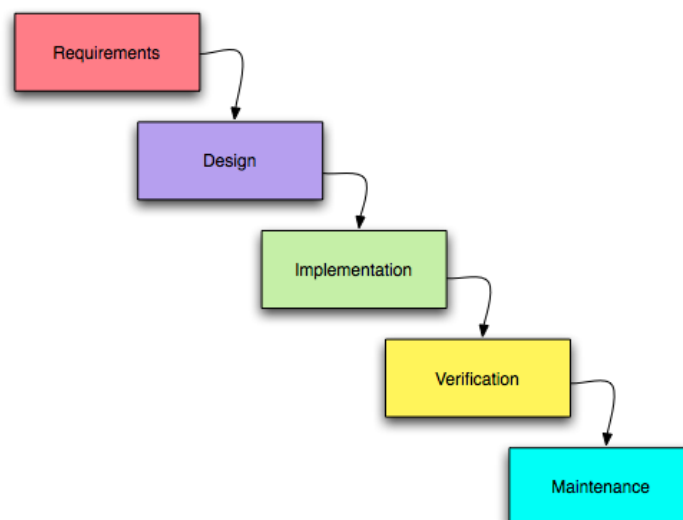 Requirements
Design
Implementation
Verification
Maintenance